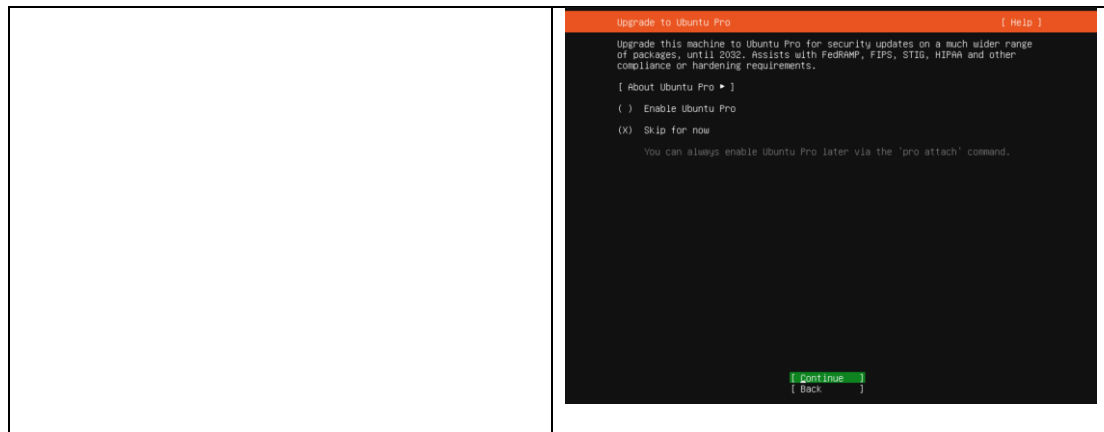 Upgrade to Ubuntu Pro [ Help ]
Upgrade this machine to Ubuntu Pro for security updates on a much wider range
of packages, until 2032. Assists with FedRAMP, FIPS, STIG, HIPAA and other
compliance or hardening requirements.
[ About Ubuntu Pro ► ]
( ) Enable Ubuntu Pro
(X) Skip for now
You can always enable Ubuntu Pro later via the `pro attach` command.
[ Continue ]
[ Back ]